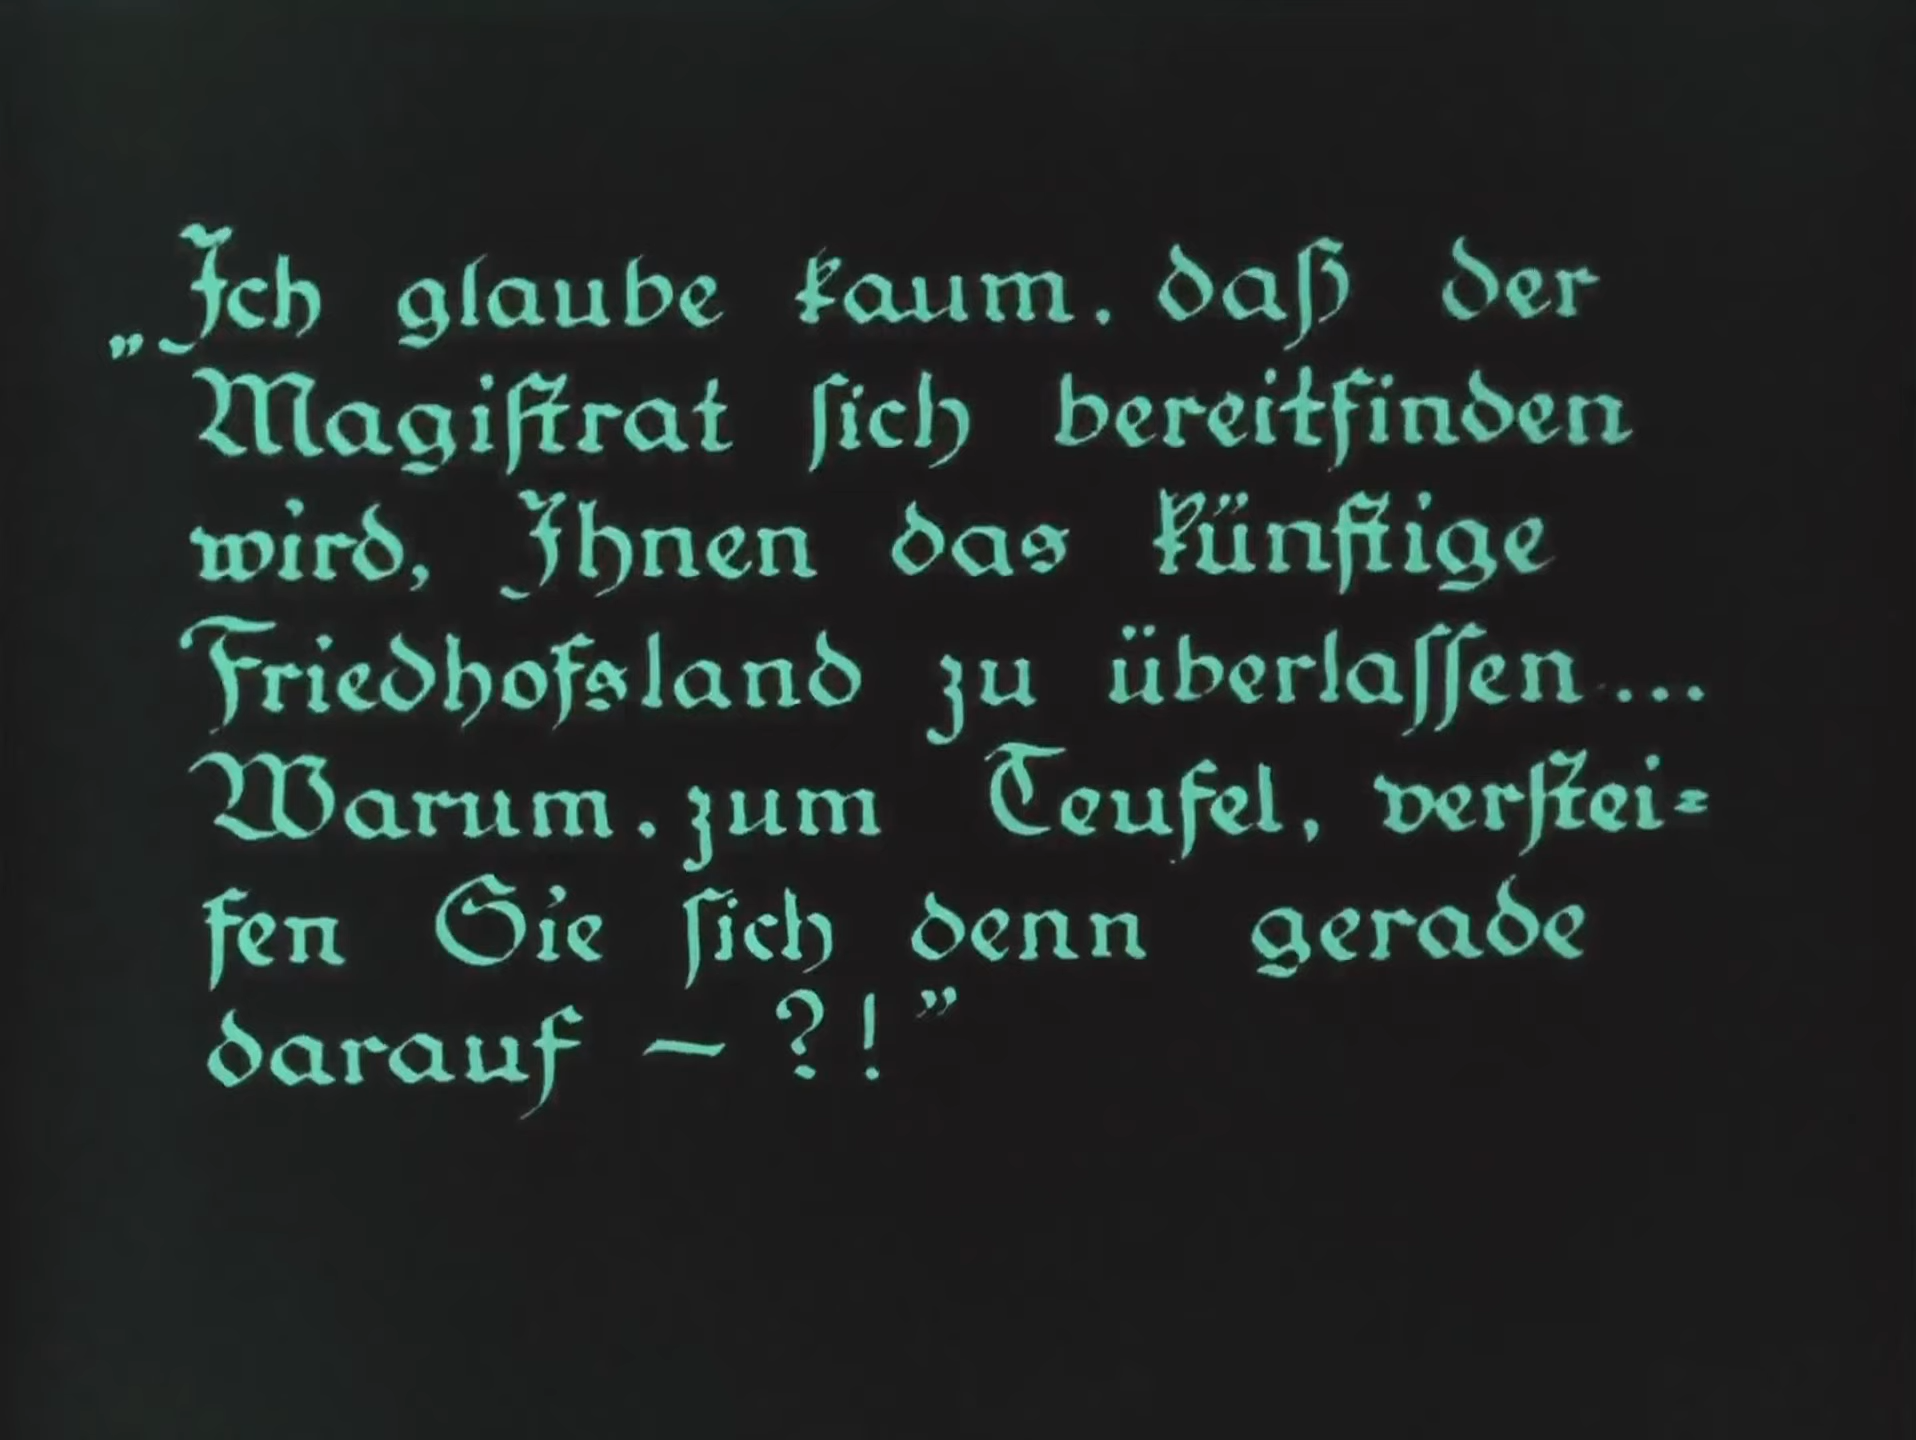 „Ich glaube kaum, daß der
Magiſtrat ſich bereitfinden
wird, Ihnen das künftige
Friedhofsland zu überlaſſen...
Warum, zum Teufel, verſtei⸗
fen Sie ſich denn gerade
darauf — ?!”